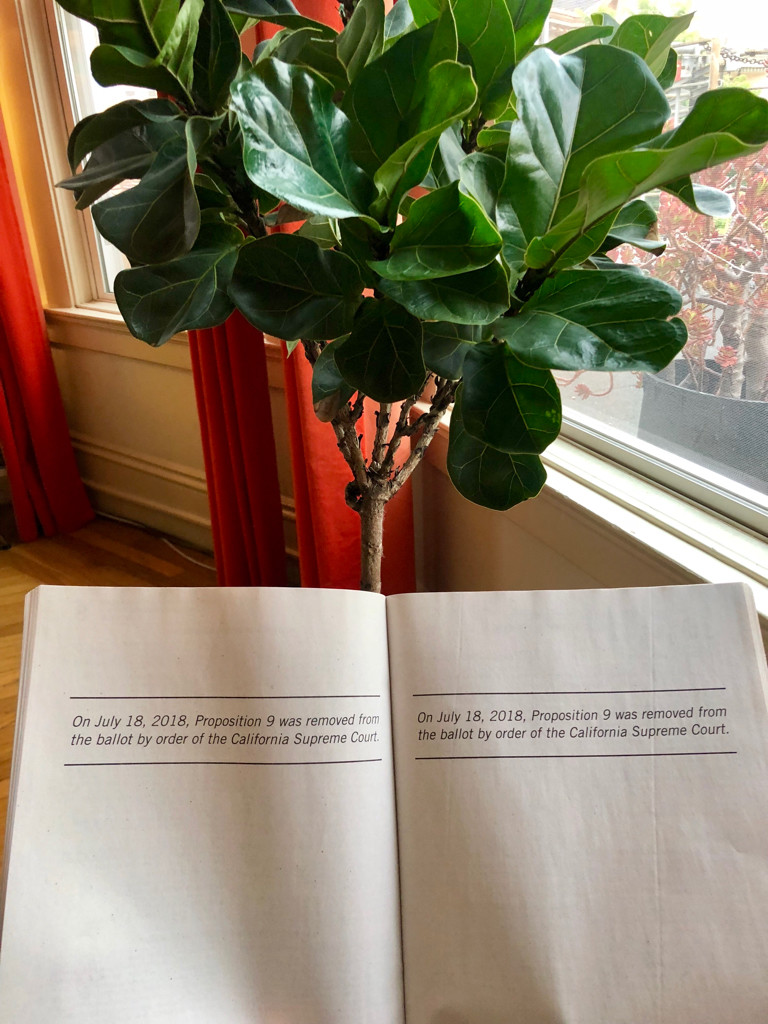 On July 18, 2018, Proposition 9 was removed from
the ballot by order of the California Supreme Court.
On July 18, 2018, Proposition 9 was removed from
the ballot by order of the California Supreme Court.